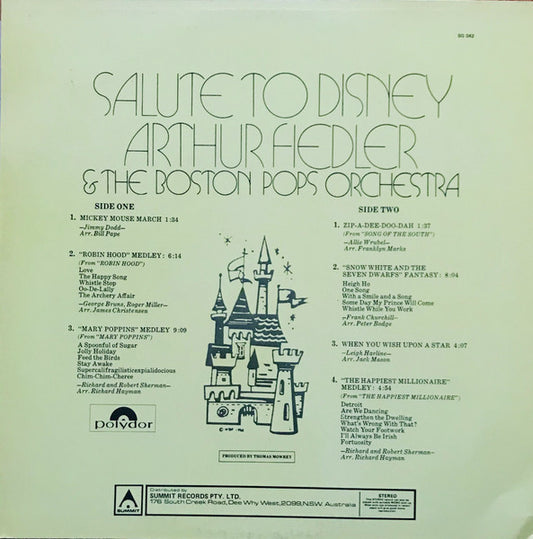 SG 042
SALUTE TO DISNEY
ARTHUR FIEDLER
& THE BOSTON POPS ORCHESTRA
SIDE ONE
1. MICKEY MOUSE MARCH 1:34
—Jimmy Dodd—
Arr. Bill Pape
2. "ROBIN HOOD" MEDLEY: 6:14
(From "ROBIN HOOD")
Love
The Happy Song
Whistle Stop
Oo-De-Lally
The Archery Affair
—George Bruns, Roger Miller—
Arr. James Christensen
3. "MARY POPPINS" MEDLEY 9:09
(From "MARY POPPINS")
A Spoonful of Sugar
Jolly Holiday
Feed the Birds
Stay Awake
Supercalifragilisticexpialidocious
Chim-Chim-Cheree
—Richard and Robert Sherman—
Arr. Richard Hayman
polydor
SIDE TWO
1. ZIP-A-DEE-DOO-DAH 1:37
(From "SONG OF THE SOUTH")
—Allie Wrubel—
Arr. Franklyn Marks
2. "SNOW WHITE AND THE
SEVEN DWARFS" FANTASY: 8:04
Heigh Ho
One Song
With a Smile and a Song
Some Day My Prince Will Come
Whistle While You Work
—Frank Churchill—
Arr. Peter Bodge
3. WHEN YOU WISH UPON A STAR 4:07
—Leigh Harline—
Arr. Jack Mason
4. "THE HAPPIEST MILLIONAIRE"
MEDLEY: 4:54
(From "THE HAPPIEST MILLIONAIRE")
Detroit
Are We Dancing
Strengthen the Dwelling
What's Wrong With That?
Watch Your Footwork
I'll Always Be Irish
Fortuosity
—Richard and Robert Sherman—
Arr. Richard Hayman
PRODUCED BY THOMAS MOWREY
SUMMIT
Distributed by
SUMMIT RECORDS PTY. LTD.
176 South Creek Road, Dee Why West, 2099, N.S.W. Australia
STEREO